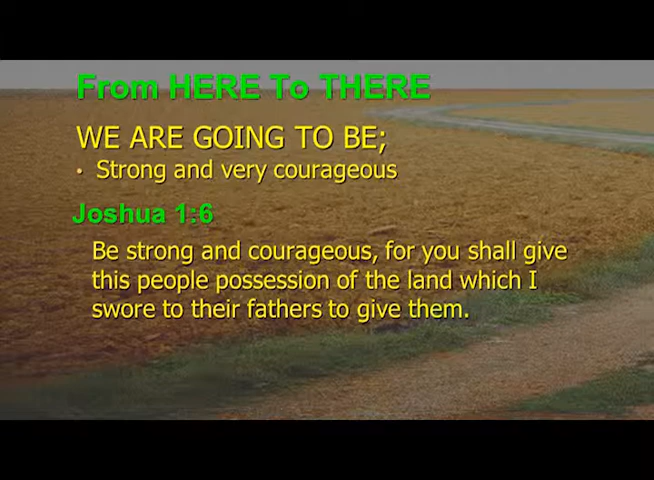 From HERE To THERE
WE ARE GOING TO BE;
• Strong and very courageous
Joshua 1:6
Be strong and courageous, for you shall give
this people possession of the land which I
swore to their fathers to give them.